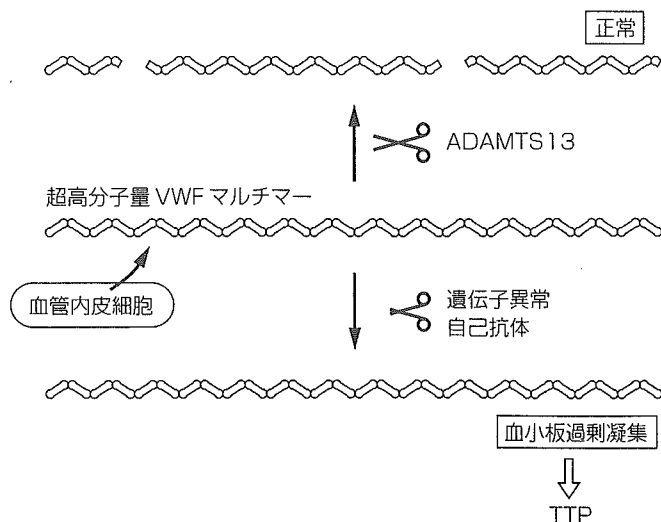 正常
ADAMTS13
超高分子量 VWF マルチマー
血管内皮細胞
遺伝子異常
自己抗体
血小板過剰凝集
TTP